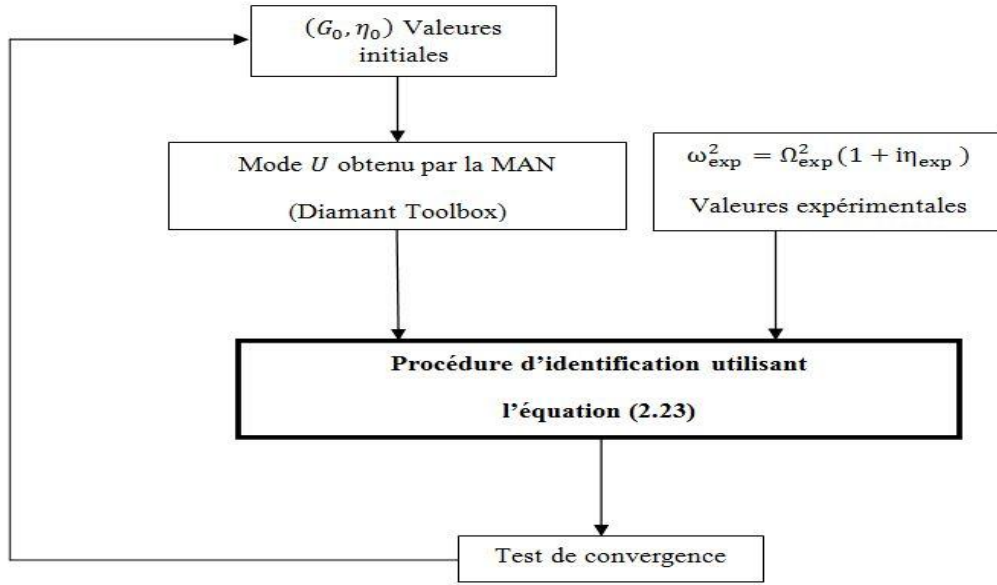 (G₀, η₀) Valeures
initiales
Mode U obtenu par la MAN
(Diamant Toolbox)
ω²exp = Ω²exp(1 + iηexp )
Valeures expérimentales
Procédure d’identification utilisant
l’équation (2.23)
Test de convergence